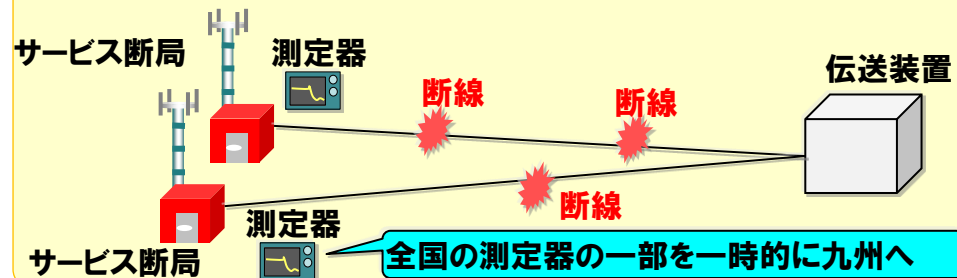 サービス断局
測定器
断線
断線
伝送装置
断線
測定器
サービス断局
全国の測定器の一部を一時的に九州へ